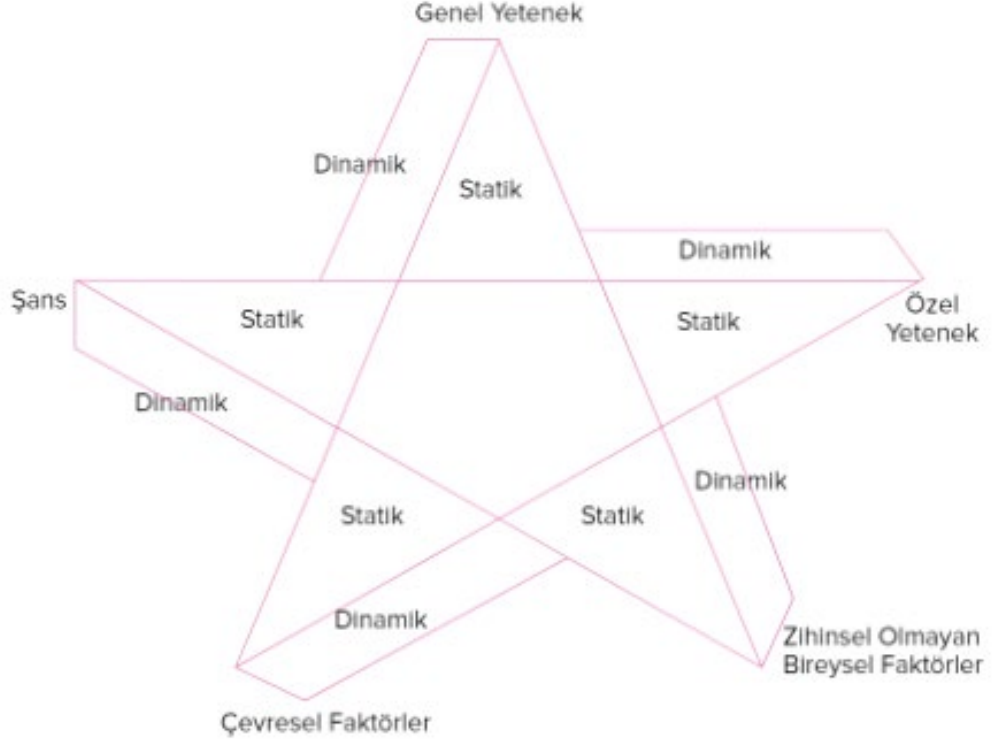 Genel Yetenek
Dinamik
Statik
Dinamik
Şans
Statik
Statik
Özel
Yetenek
Dinamik
Dinamik
Statik
Statik
Dinamik
Zihinsel Olmayan
Bireysel Faktörler
Çevresel Faktörler